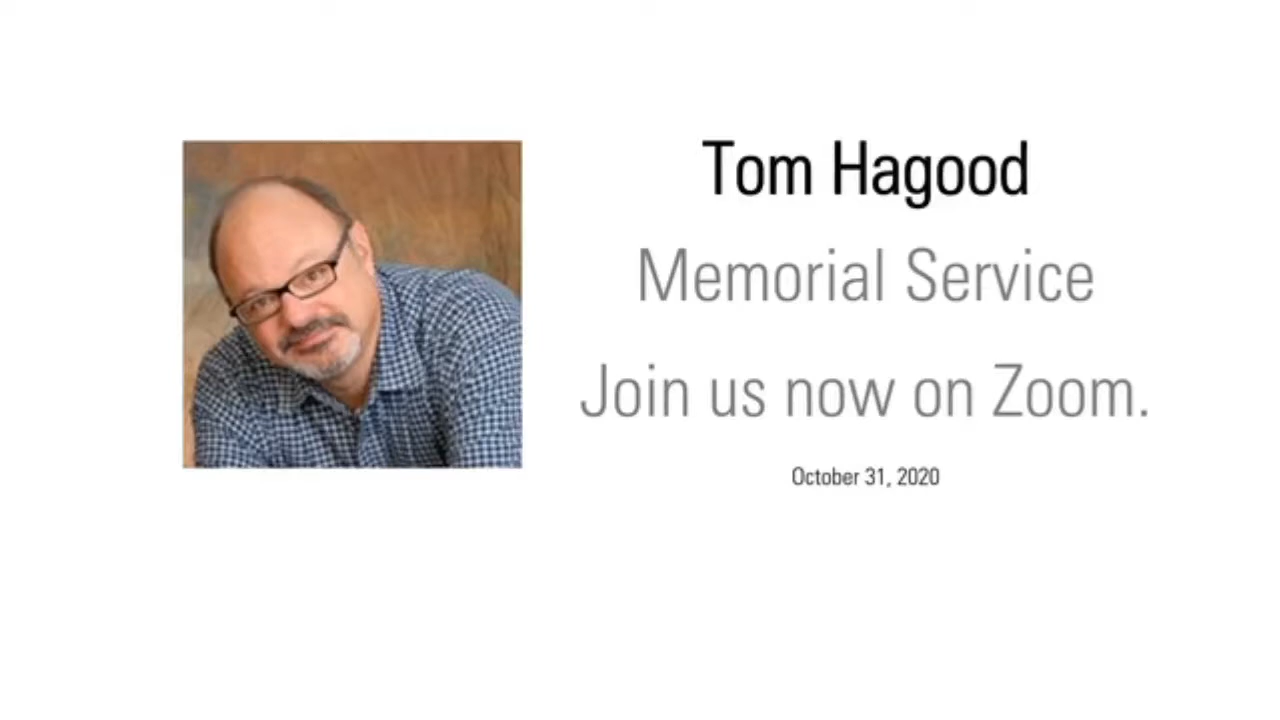 Tom Hagood
Memorial Service
Join us now on Zoom.
October 31, 2020